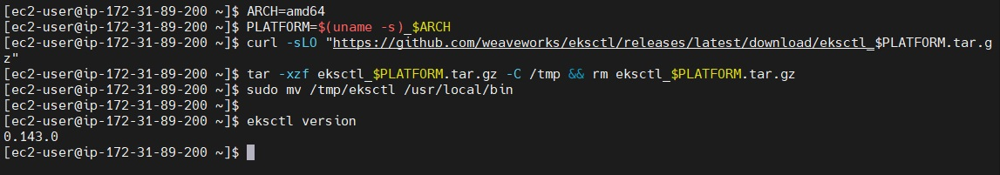 [ec2-user@ip-172-31-89-200 ~]$ ARCH=amd64
[ec2-user@ip-172-31-89-200 ~]$ PLATFORM=$(uname -s)_$ARCH
[ec2-user@ip-172-31-89-200 ~]$ curl -sLO "https://github.com/weaveworks/eksctl/releases/latest/download/eksctl_$PLATFORM.tar.g
z"
[ec2-user@ip-172-31-89-200 ~]$ tar -xzf eksctl_$PLATFORM.tar.gz -C /tmp && rm eksctl_$PLATFORM.tar.gz
[ec2-user@ip-172-31-89-200 ~]$ sudo mv /tmp/eksctl /usr/local/bin
[ec2-user@ip-172-31-89-200 ~]$
[ec2-user@ip-172-31-89-200 ~]$ eksctl version
0.143.0
[ec2-user@ip-172-31-89-200 ~]$